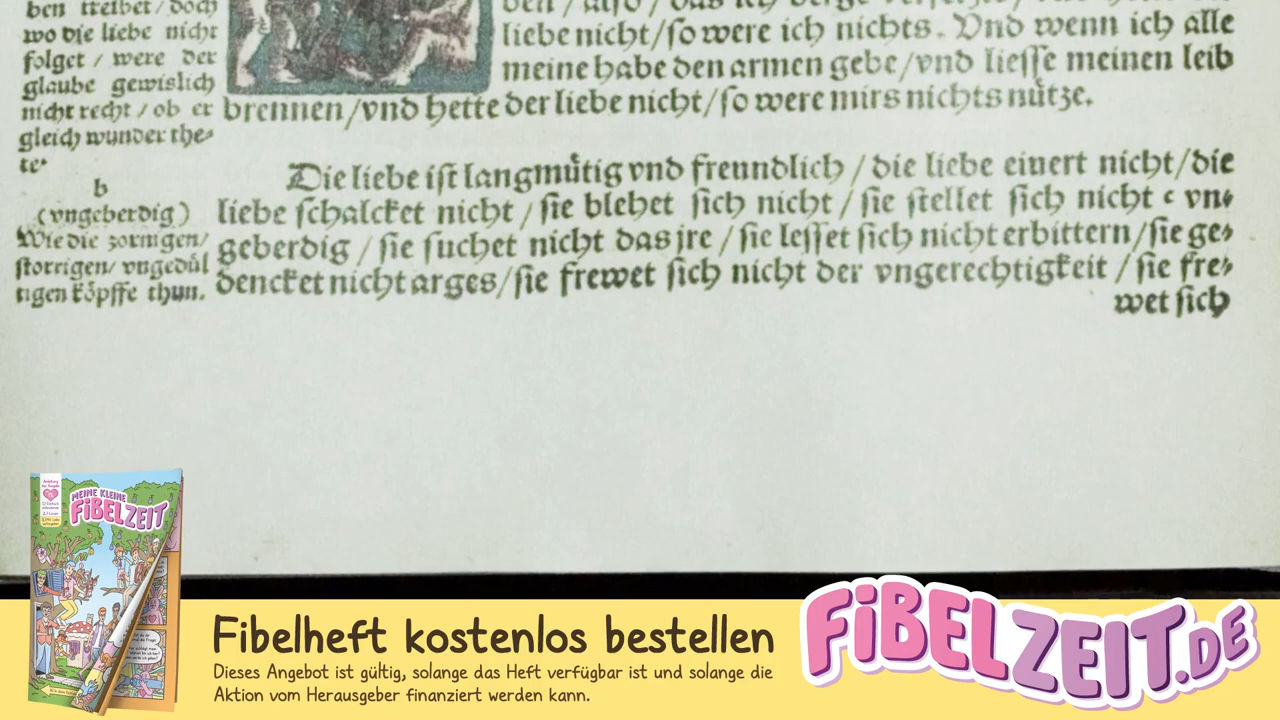 ben treibet / doch
wo die liebe nicht
folget / were der
glaube gewislich
nicht recht / ob er
gleich wunder the⸗
te.
b
(vngeberdig)
Wie die zornigen/
störrigen/ vngedül
tigen köpffe thun.
liebe nicht/so were ich nichts. Vnd wenn ich alle
meine habe den armen gebe/vnd lieſſe meinen leib
brennen/vnd hette der liebe nicht/ſo were mirs nichts nütze.
Die liebe iſt langmütig vnd freundlich / die liebe eiuert nicht/die
liebe ſchalcket nicht / ſie blehet ſich nicht / ſie ſtellet ſich nicht c vn⸗
geberdig / ſie ſuchet nicht das jre / ſie leſſet ſich nicht erbittern/ſie ge⸗
dencket nicht arges/ſie frewet ſich nicht der vngerechtigkeit / ſie fre⸗
wet ſich
MEINE KLEINE
FiBELZEiT
Fibelheft kostenlos bestellen
Dieses Angebot ist gültig, solange das Heft verfügbar ist und solange die
Aktion vom Herausgeber finanziert werden kann.
FiBELZEiT.DE